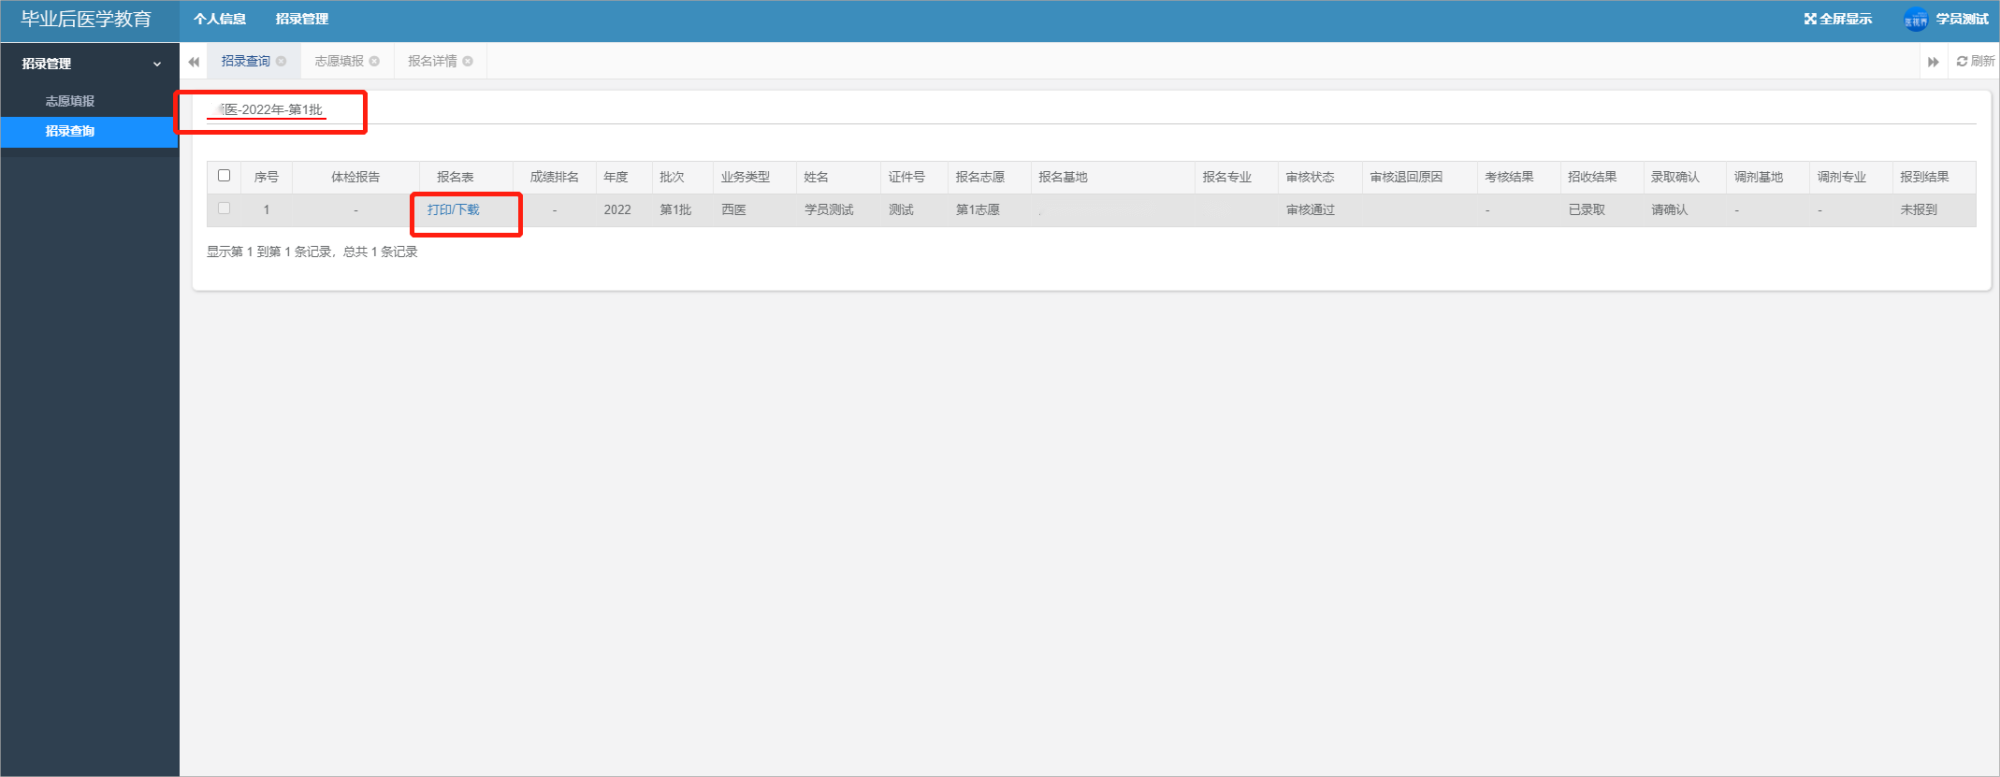 毕业后医学教育 个人信息 招录管理 全屏显示 学员测试
招录管理 招录查询 志愿填报 报名详情 刷新
志愿填报
招录查询
医-2022年-第1批
序号 体检报告 报名表 成绩排名 年度 批次 业务类型 姓名 证件号 报名志愿 报名基地 报名专业 审核状态 审核退回原因 考核结果 招收结果 录取确认 调剂基地 调剂专业 报到结果
1 - 打印/下载 - 2022 第1批 西医 学员测试 测试 第1志愿 审核通过 - 已录取 请确认 - - 未报到
显示第 1 到第 1 条记录，总共 1 条记录